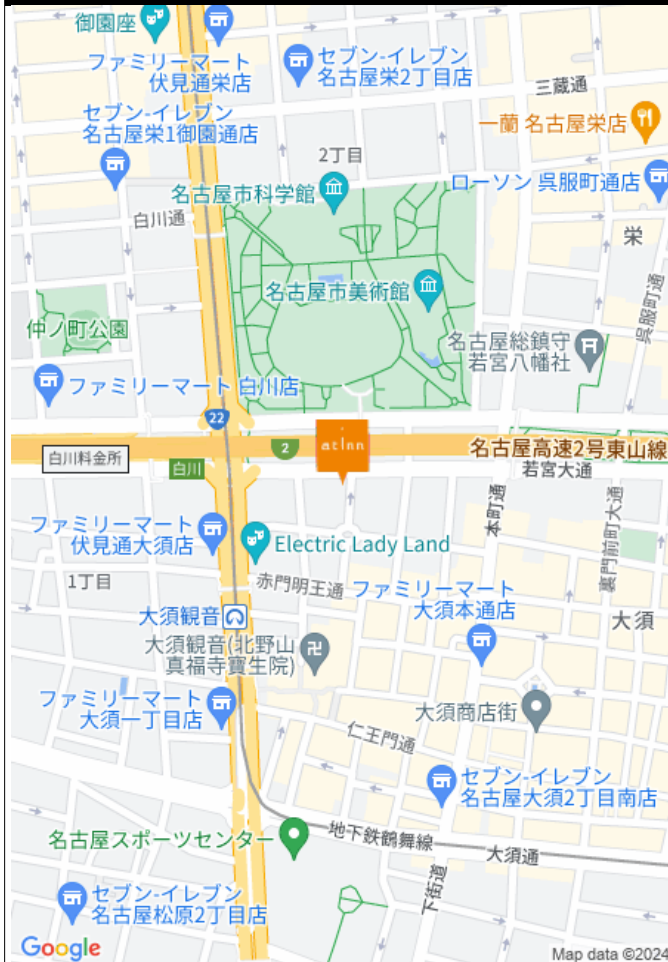 御園座
ファミリーマート
伏見通栄店
セブン-イレブン
名古屋栄2丁目店
三蔵通
セブン-イレブン
名古屋栄1御園通店
一蘭 名古屋栄店
2丁目
名古屋市科学館
ローソン 呉服町通店
白川通
栄
名古屋市美術館
呉服町通
仲ノ町公園
名古屋総鎮守
若宮八幡社
ファミリーマート 白川店
22
at inn
2
名古屋高速2号東山線
白川料金所
白川
若宮大通
本町通
裏門前町大通
ファミリーマート
伏見通大須店
Electric Lady Land
1丁目
赤門明王通
ファミリーマート
大須本通店
大須観音
大須
大須観音(北野山
真福寺寶生院)
ファミリーマート
大須一丁目店
大須商店街
仁王門通
セブン-イレブン
名古屋大須2丁目南店
名古屋スポーツセンター
地下鉄鶴舞線
大須通
下街道
セブン-イレブン
名古屋松原2丁目店
Google
Map data ©2024